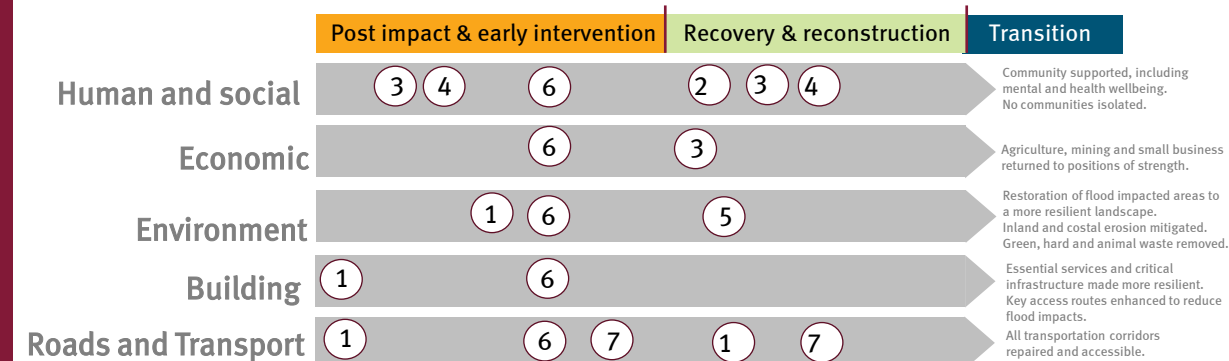 Post impact & early intervention Recovery & reconstruction Transition
Human and social 3 4 6 2 3 4
Community supported, including
mental and health wellbeing.
No communities isolated.
Economic 6 3
Agriculture, mining and small business
returned to positions of strength.
Environment 1 6 5
Restoration of flood impacted areas to
a more resilient landscape.
Inland and costal erosion mitigated.
Green, hard and animal waste removed.
Building 1 6
Essential services and critical
infrastructure made more resilient.
Key access routes enhanced to reduce
flood impacts.
Roads and Transport 1 6 7 1 7
All transportation corridors
repaired and accessible.